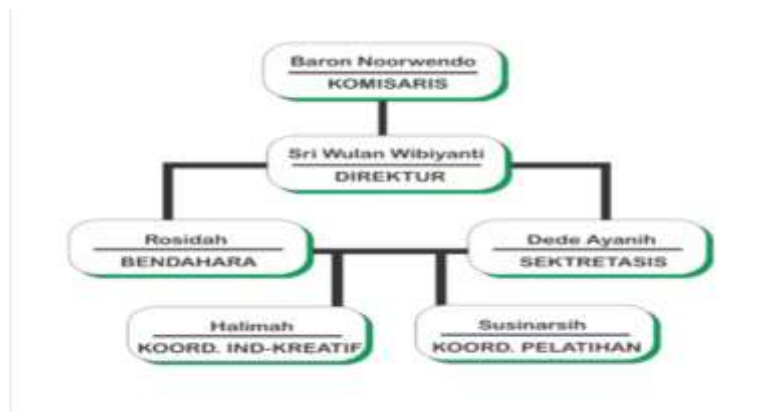 Baron Noorwendo
KOMISARIS
Sri Wulan Wibiyanti
DIREKTUR
Rosidah
BENDAHARA
Dede Ayanih
SEKTRETASIS
Halimah
KOORD. IND-KREATIF
Susinarsih
KOORD. PELATIHAN